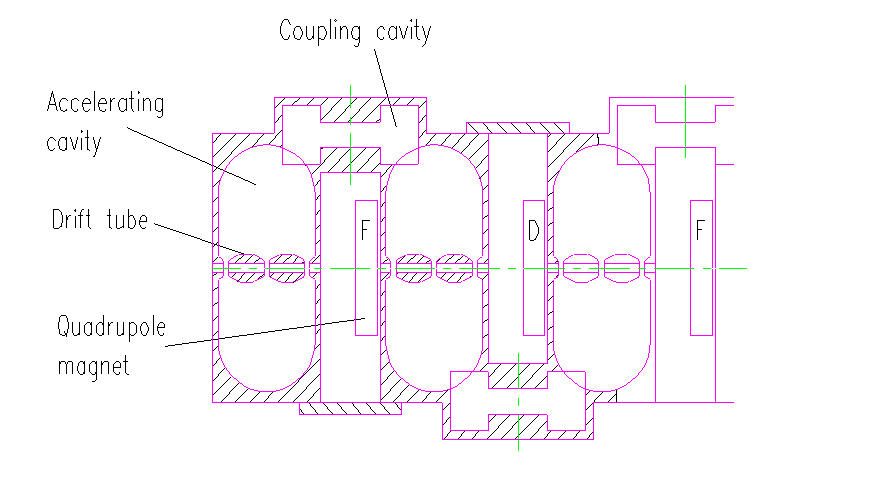 Coupling cavity
Accelerating
cavity
Drift tube
F
D
F
Quadrupole
magnet